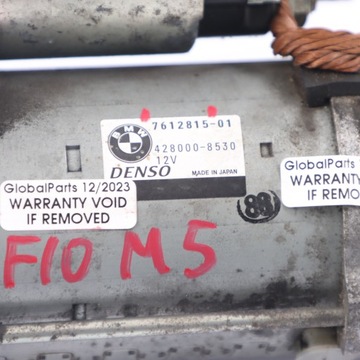 BMW
7612815-01
428000-8530
12V
DENSO MADE IN JAPAN
GlobalParts 12/2023
WARRANTY VOID
IF REMOVED
GlobalParts
WARRANTY
IF REMO
88
F10 M5